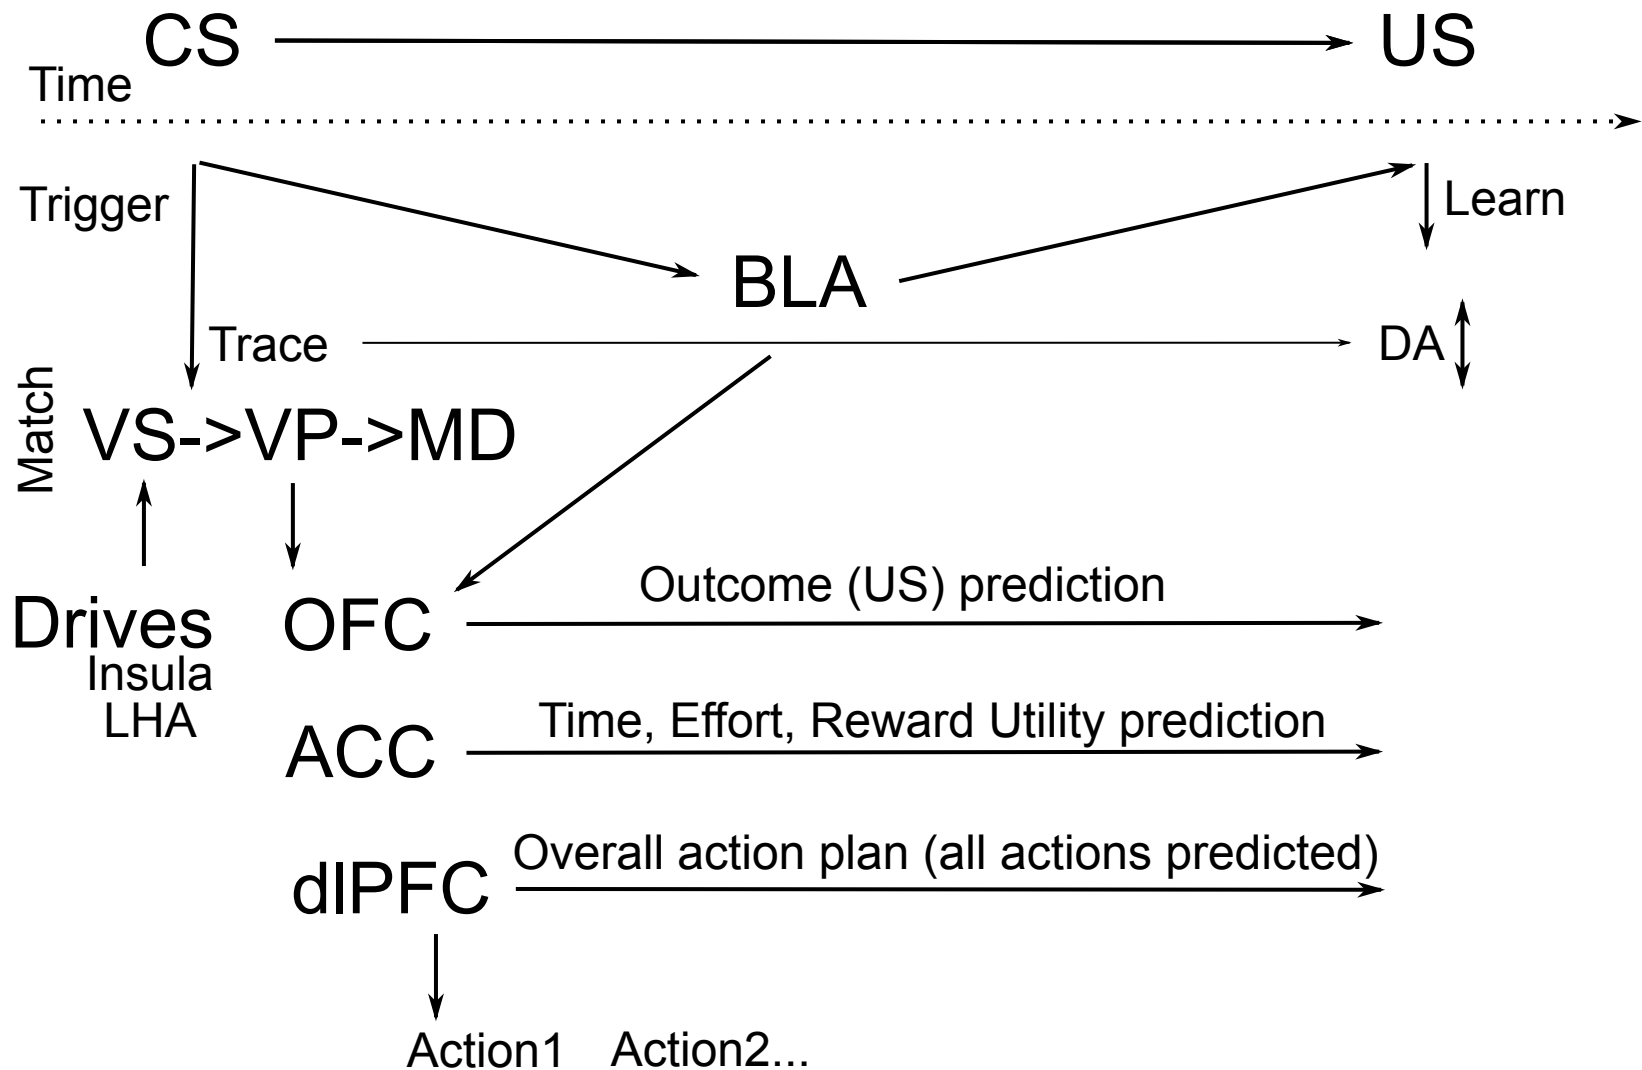 CS
US
Time
Trigger
Learn
BLA
Trace
DA
Match
VS->VP->MD
Outcome (US) prediction
Drives
OFC
Insula
LHA
Time, Effort, Reward Utility prediction
ACC
Overall action plan (all actions predicted)
dlPFC
Action1
Action2...